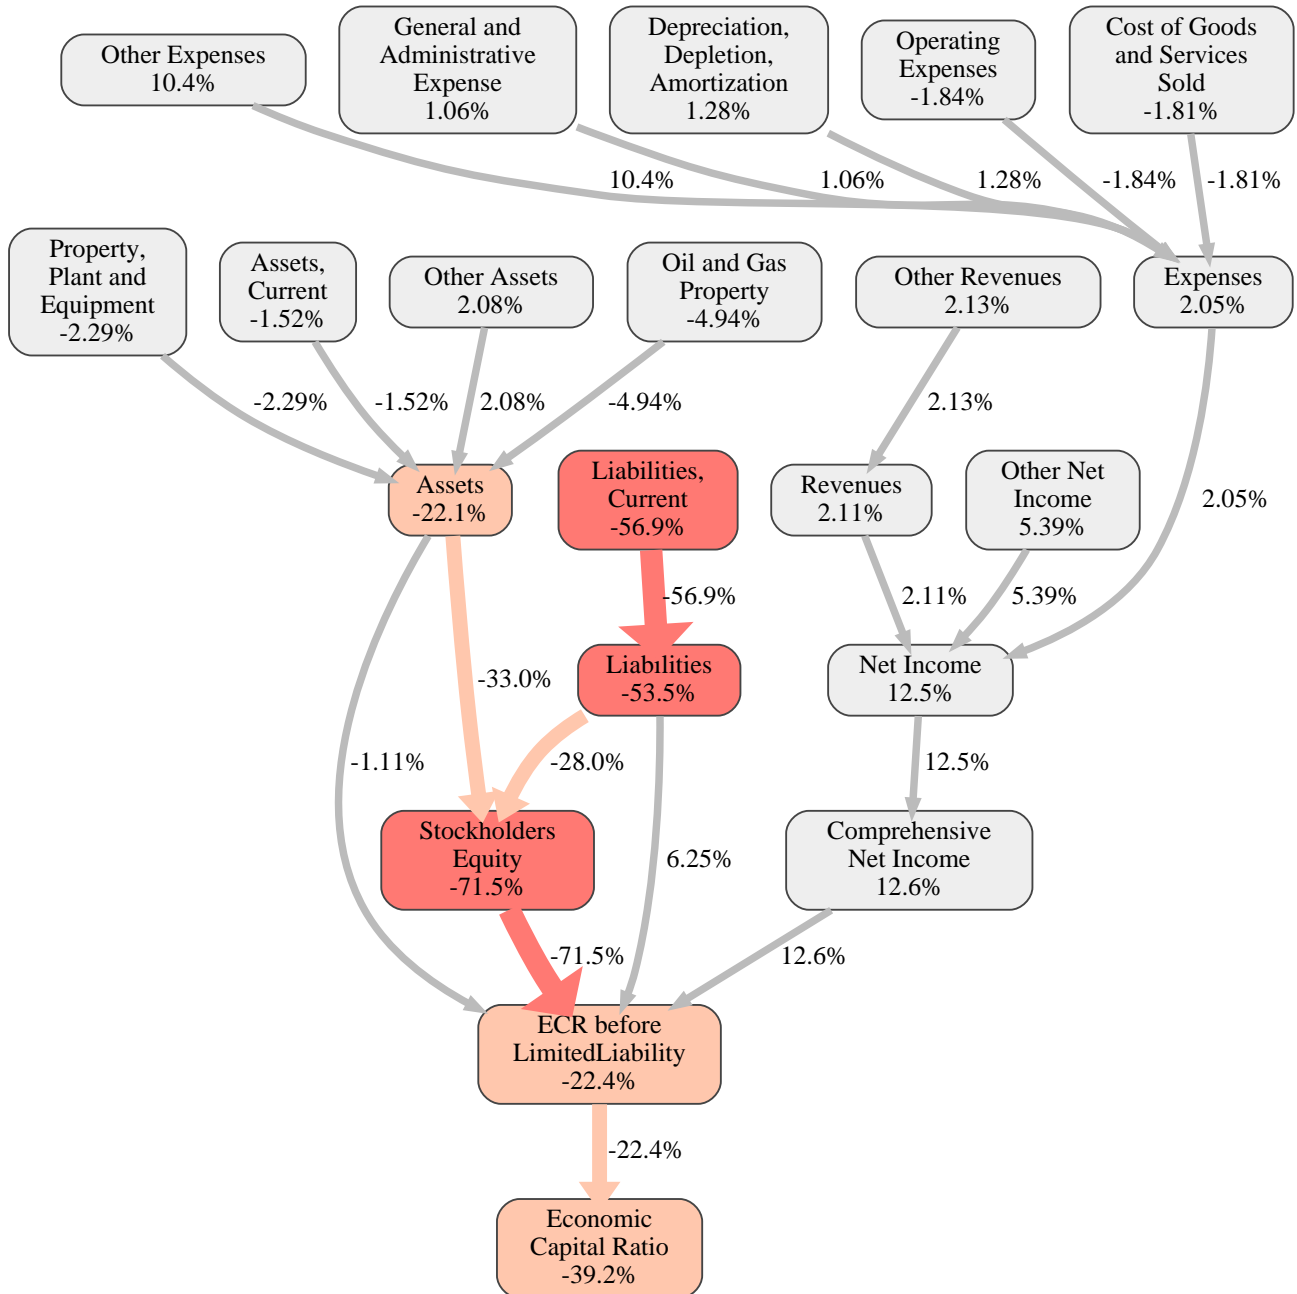 Other Expenses
10.4%
General and
Administrative
Expense
1.06%
Depreciation,
Depletion,
Amortization
1.28%
Operating
Expenses
-1.84%
Cost of Goods
and Services
Sold
-1.81%
10.4%
1.06%
1.28%
-1.84%
-1.81%
Property,
Plant and
Equipment
-2.29%
Assets,
Current
-1.52%
Other Assets
2.08%
Oil and Gas
Property
-4.94%
Other Revenues
2.13%
Expenses
2.05%
-2.29%
-1.52%
2.08%
-4.94%
2.13%
Assets
-22.1%
Liabilities,
Current
-56.9%
Revenues
2.11%
Other Net
Income
5.39%
2.05%
-56.9%
2.11%
5.39%
-33.0%
Liabilities
-53.5%
Net Income
12.5%
-1.11%
-28.0%
12.5%
Stockholders
Equity
-71.5%
6.25%
Comprehensive
Net Income
12.6%
-71.5%
12.6%
ECR before
LimitedLiability
-22.4%
-22.4%
Economic
Capital Ratio
-39.2%